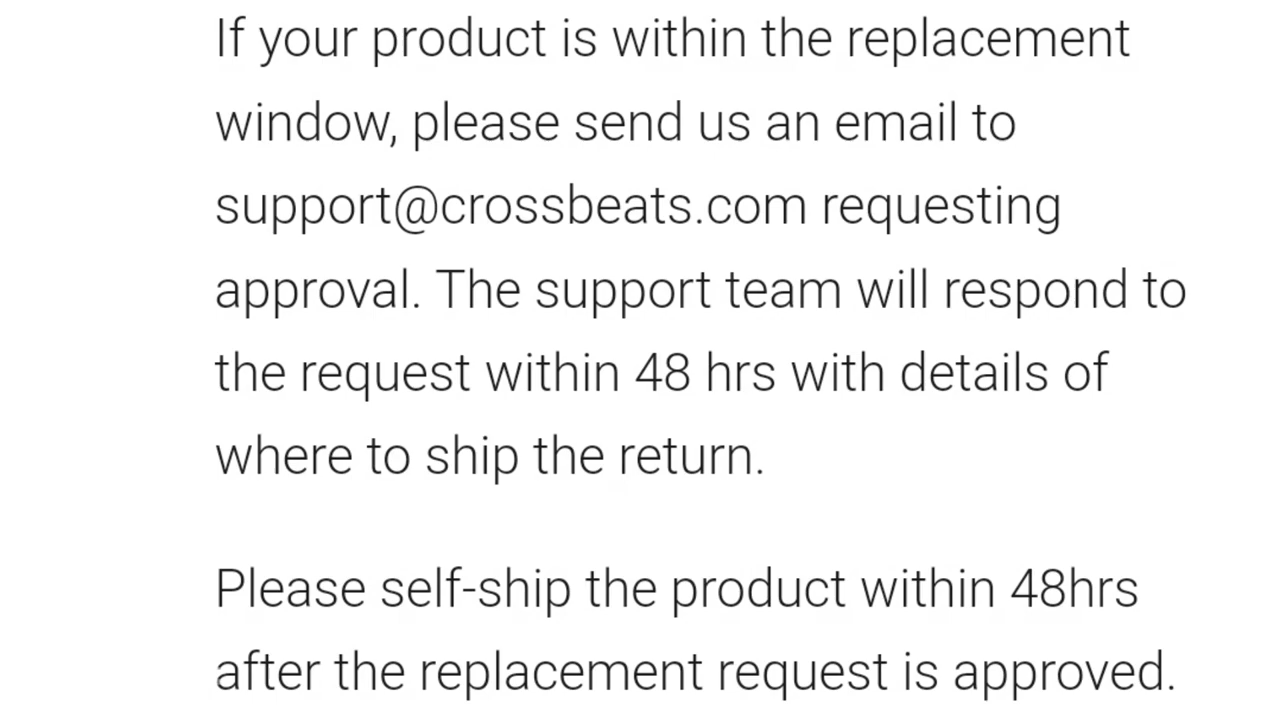 If your product is within the replacement
window, please send us an email to
support@crossbeats.com requesting
approval. The support team will respond to
the request within 48 hrs with details of
where to ship the return.
Please self-ship the product within 48hrs
after the replacement request is approved.